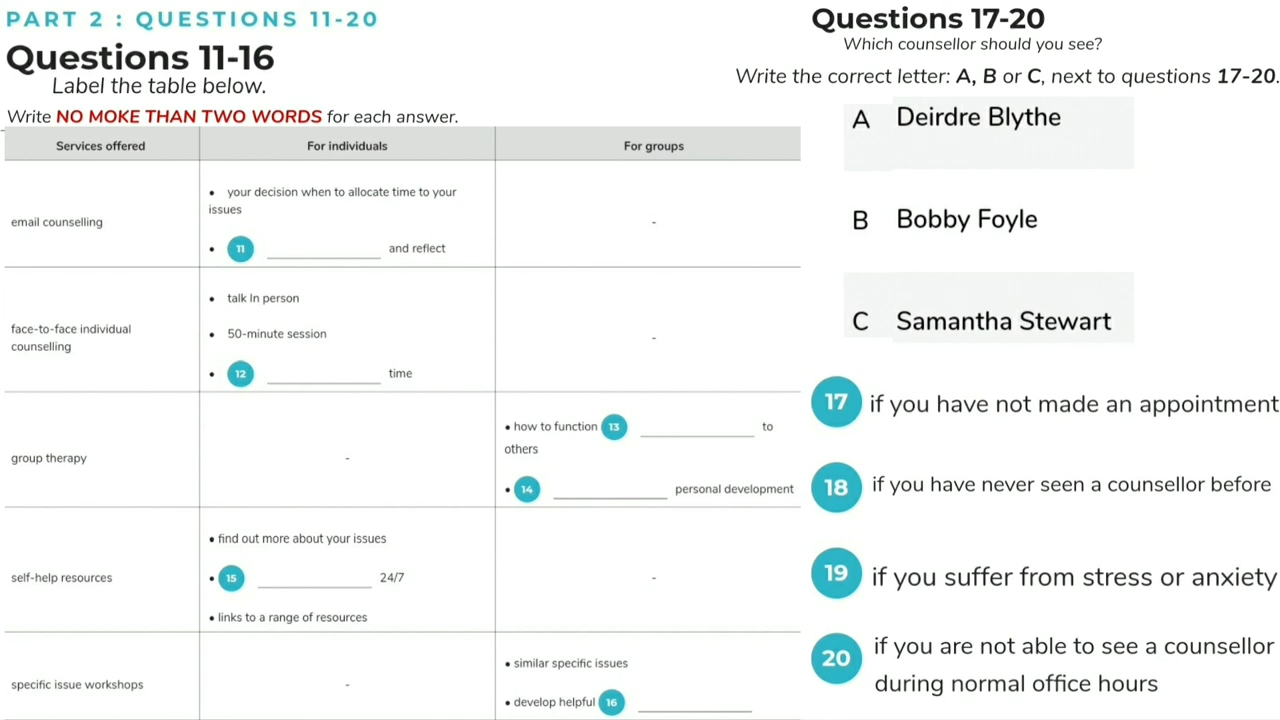 PART 2 : QUESTIONS 11-20
Questions 11-16
Label the table below.
Write NO MOKE THAN TWO WORDS for each answer.
Services offered
For individuals
For groups
email counselling
• your decision when to allocate time to your
issues
• 11 ____________ and reflect
-
face-to-face individual
counselling
• talk In person
• 50-minute session
• 12 ____________ time
-
group therapy
-
• how to function 13 ____________ to
others
• 14 ____________ personal development
self-help resources
• find out more about your issues
• 15 ____________ 24/7
• links to a range of resources
-
specific issue workshops
-
• similar specific issues
• develop helpful 16 ____________
Questions 17-20
Which counsellor should you see?
Write the correct letter: A, B or C, next to questions 17-20.
A Deirdre Blythe
B Bobby Foyle
C Samantha Stewart
17 if you have not made an appointment
18 if you have never seen a counsellor before
19 if you suffer from stress or anxiety
20 if you are not able to see a counsellor
during normal office hours